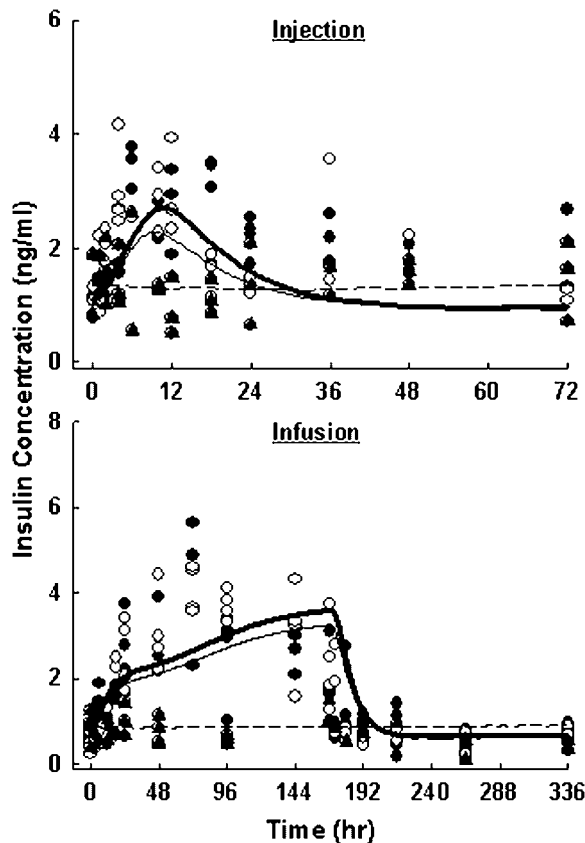 Injection
6
4
2
0
0 12 24 36 48 60 72
Insulin Concentration (ng/ml)
Infusion
8
6
4
2
0
0 48 96 144 192 240 288 336
Time (hr)